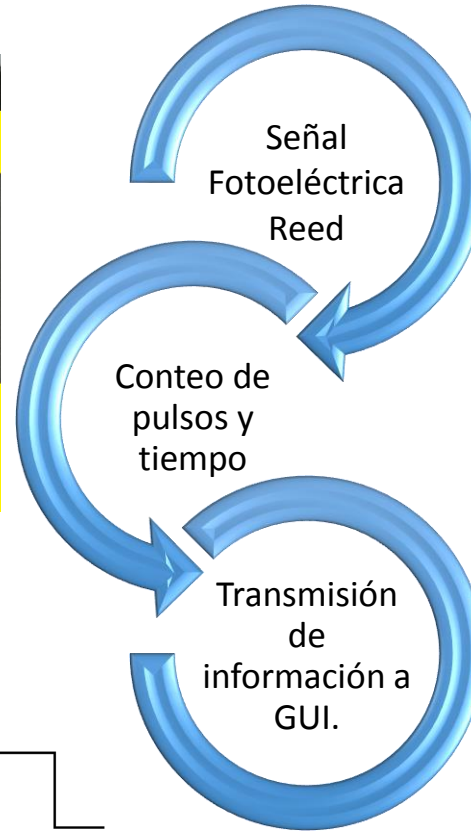 Señal
Fotoeléctrica
Reed
Conteo de
pulsos y
tiempo
Transmisión
de
información a
GUI.